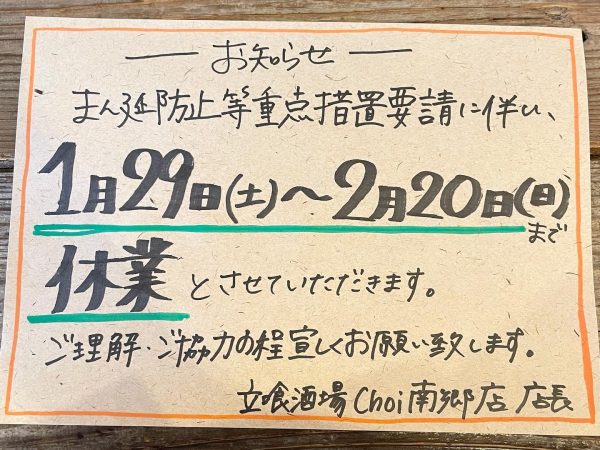 お知らせ
まん延防止等重点措置要請に伴い、
1月29日(土)～2月20日(日)まで
休業とさせていただきます。
ご理解・ご協力の程宜しくお願い致します。
立喰酒場 Choi 南郷店 店長